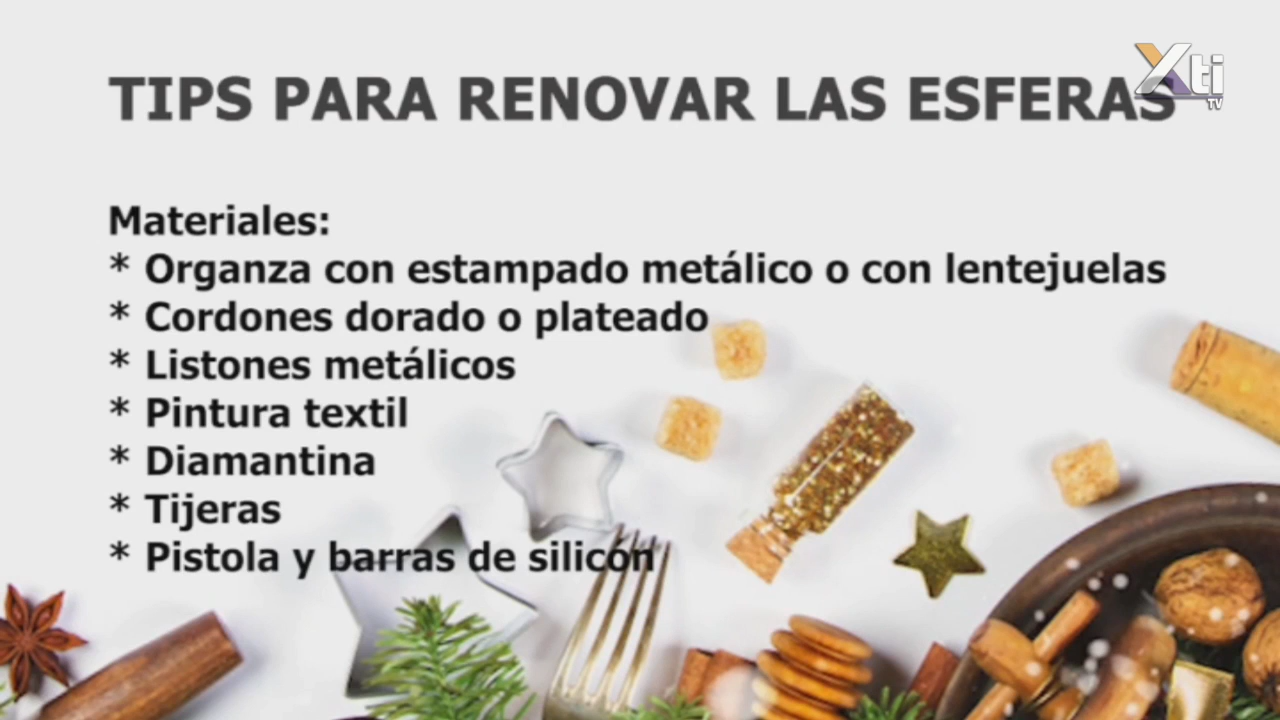 Xti
TV
TIPS PARA RENOVAR LAS ESFERAS
Materiales:
* Organza con estampado metálico o con lentejuelas
* Cordones dorado o plateado
* Listones metálicos
* Pintura textil
* Diamantina
* Tijeras
* Pistola y barras de silicón